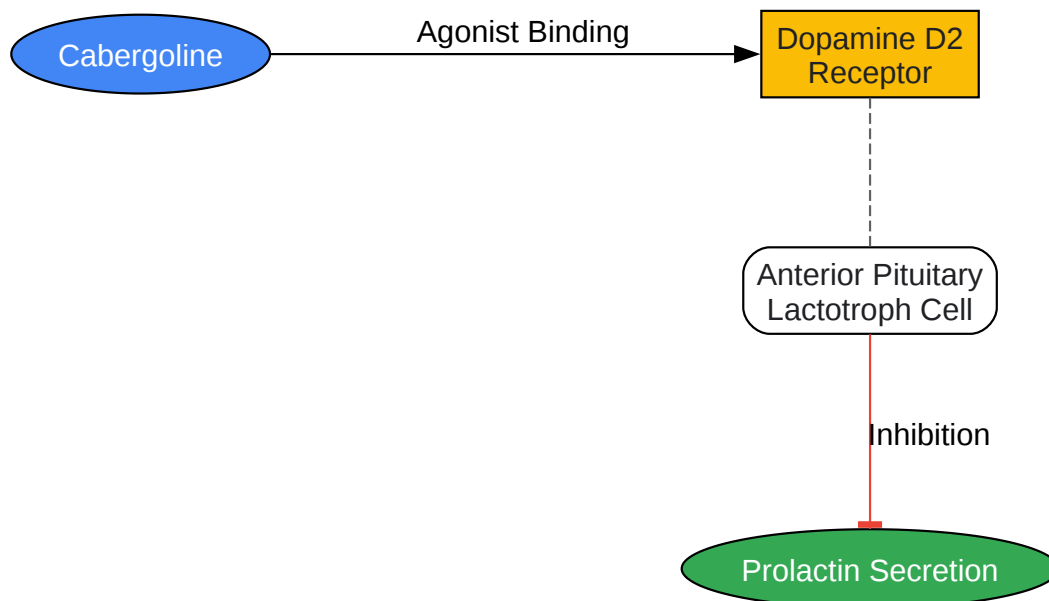 Agonist Binding
Cabergoline
Dopamine D2
Receptor
Anterior Pituitary
Lactotroph Cell
Inhibition
Prolactin Secretion